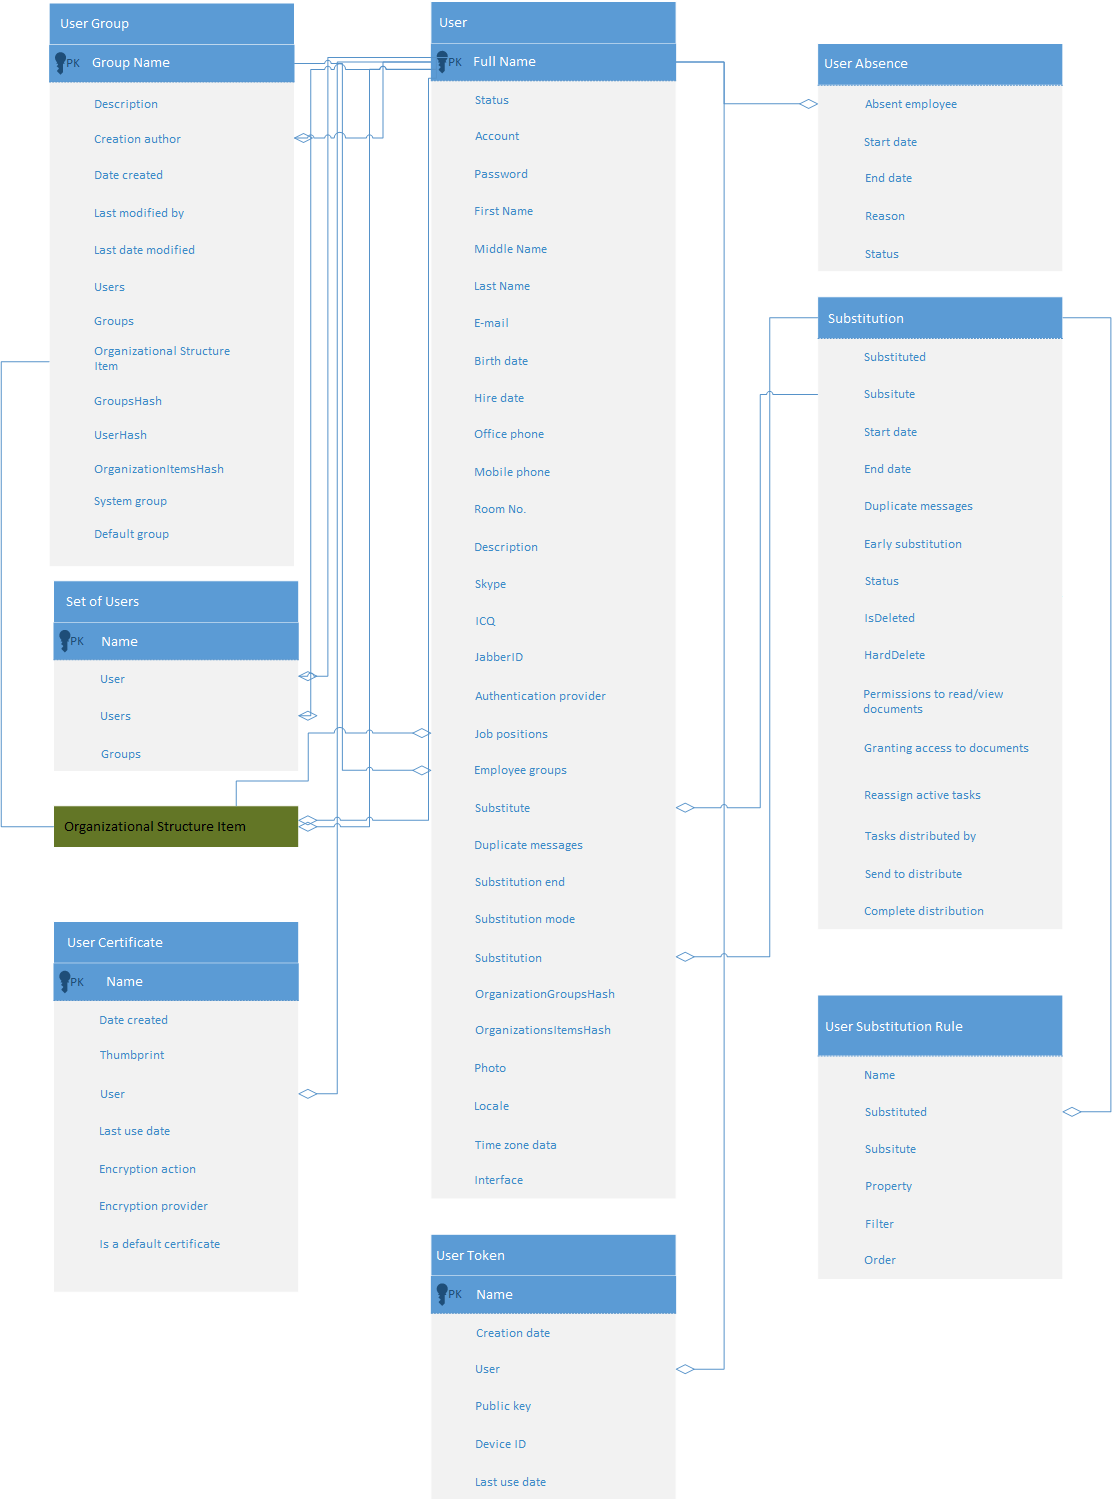 User Group
PK Group Name
Description
Creation author
Date created
Last modified by
Last date modified
Users
Groups
Organizational Structure
Item
GroupsHash
UserHash
OrganizationItemsHash
System group
Default group
Set of Users
PK Name
User
Users
Groups
Organizational Structure Item
User Certificate
PK Name
Date created
Thumbprint
User
Last use date
Encryption action
Encryption provider
Is a default certificate
User
PK Full Name
Status
Account
Password
First Name
Middle Name
Last Name
E-mail
Birth date
Hire date
Office phone
Mobile phone
Room No.
Description
Skype
ICQ
JabberID
Authentication provider
Job positions
Employee groups
Substitute
Duplicate messages
Substitution end
Substitution mode
Substitution
OrganizationGroupsHash
OrganizationsItemsHash
Photo
Locale
Time zone data
Interface
User Token
PK Name
Creation date
User
Public key
Device ID
Last use date
User Absence
Absent employee
Start date
End date
Reason
Status
Substitution
Substituted
Subsitute
Start date
End date
Duplicate messages
Early substitution
Status
IsDeleted
HardDelete
Permissions to read/view
documents
Granting access to documents
Reassign active tasks
Tasks distributed by
Send to distribute
Complete distribution
User Substitution Rule
Name
Substituted
Subsitute
Property
Filter
Order